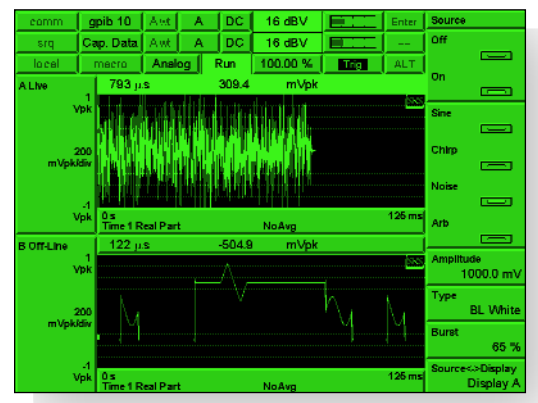 comm gpib 10 Awt A DC 16 dBV Enter Source
srq Cap. Data Awt A DC 16 dBV -- Off
local macro Analog Run 100.00 % Trig ALT
On
A Live 793 µs 309.4 mVpk
1
Vpk
Sine
Chirp
200
mVpk/div
Noise
-1
Vpk
Arb
0 s 125 ms
Time 1 Real Part NoAvg
B Off-Line 122 µs -504.9 mVpk
1
Vpk
Amplitude
1000.0 mV
Type
BL White
200
mVpk/div
Burst
65 %
-1
Vpk
Source<->Display
Display A
0 s 125 ms
Time 1 Real Part NoAvg